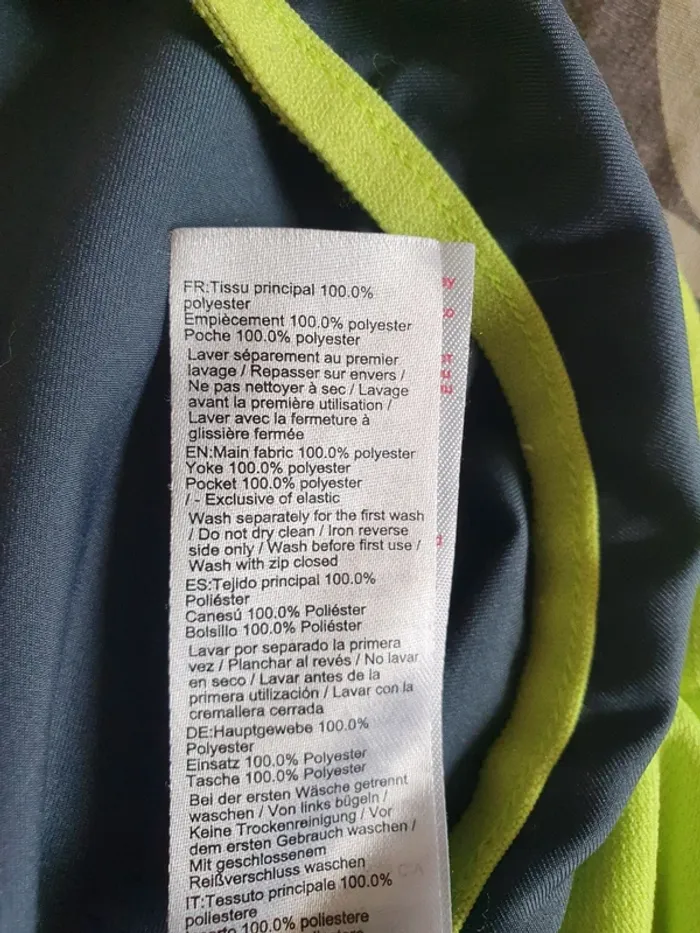 FR:Tissu principal 100.0%
polyester
Empiècement 100.0% polyester
Poche 100.0% polyester
Laver séparement au premier
lavage / Repasser sur envers /
Ne pas nettoyer à sec / Lavage
avant la première utilisation /
Laver avec la fermeture à
glissière fermée
EN:Main fabric 100.0% polyester
Yoke 100.0% polyester
Pocket 100.0% polyester
/ - Exclusive of elastic
Wash separately for the first wash
/ Do not dry clean / Iron reverse
side only / Wash before first use /
Wash with zip closed
ES:Tejido principal 100.0%
Poliéster
Canesú 100.0% Poliéster
Bolsillo 100.0% Poliéster
Lavar por separado la primera
vez / Planchar al revés / No lavar
en seco / Lavar antes de la
primera utilización / Lavar con la
cremallera cerrada
DE:Hauptgewebe 100.0%
Polyester
Einsatz 100.0% Polyester
Tasche 100.0% Polyester
Bei der ersten Wäsche getrennt
waschen / Von links bügeln /
Keine Trockenreinigung / Vor
dem ersten Gebrauch waschen /
Mit geschlossenem
Reißverschluss waschen
IT:Tessuto principale 100.0%
poliestere
100.0% poliestere